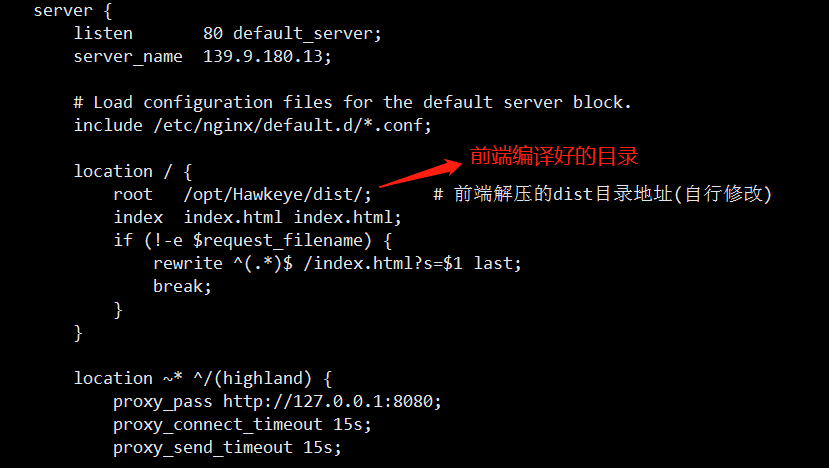 server {
listen 80 default_server;
server_name 139.9.180.13;
# Load configuration files for the default server block.
include /etc/nginx/default.d/*.conf;
前端编译好的目录
location / {
root /opt/Hawkeye/dist/; # 前端解压的dist目录地址(自行修改)
index index.html index.html;
if (!-e $request_filename) {
rewrite ^(.*)$ /index.html?s=$1 last;
break;
}
}
location ~* ^/(highland) {
proxy_pass http://127.0.0.1:8080;
proxy_connect_timeout 15s;
proxy_send_timeout 15s;